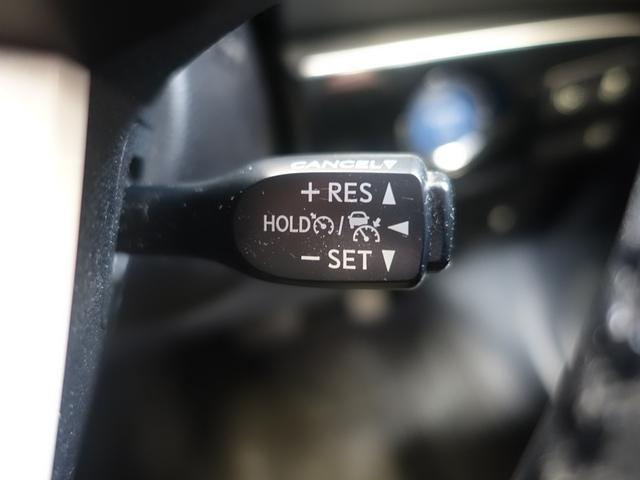 CANCEL▼
+ RES ▲
HOLD / ◀
− SET ▼